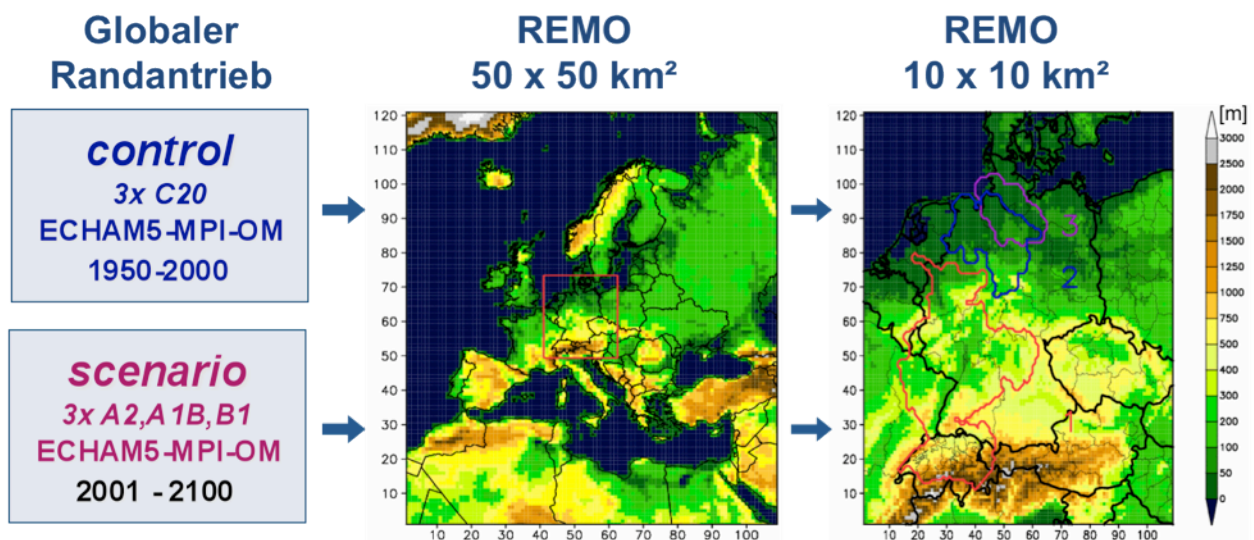 Globaler
Randantrieb
REMO
50 x 50 km²
REMO
10 x 10 km²
control
3x C20
ECHAM5-MPI-OM
1950-2000
scenario
3x A2,A1B,B1
ECHAM5-MPI-OM
2001 - 2100
120
110
100
90
80
70
60
50
40
30
20
10
10 20 30 40 50 60 70 80 90 100
120
110
100
90
80
70
60
50
40
30
20
10
10 20 30 40 50 60 70 80 90 100
3
2
1
[m]
3000
2500
2000
1750
1500
1250
1000
750
500
400
300
200
100
50
0